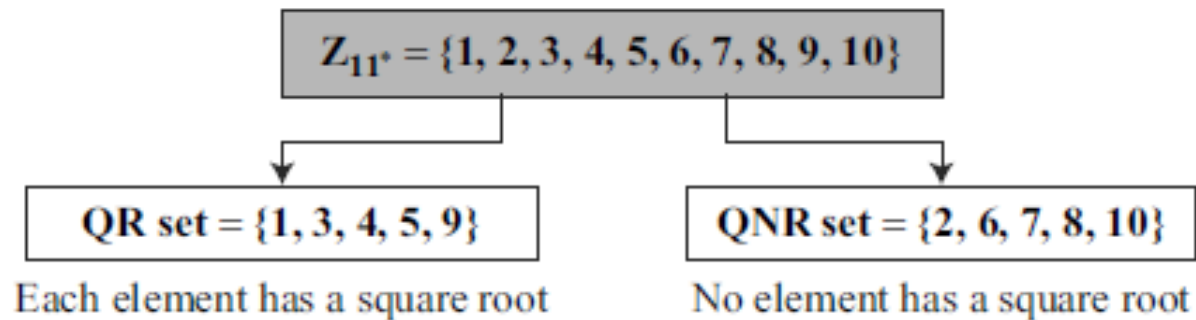 Z₁₁* = {1, 2, 3, 4, 5, 6, 7, 8, 9, 10}
QR set = {1, 3, 4, 5, 9}
QNR set = {2, 6, 7, 8, 10}
Each element has a square root
No element has a square root